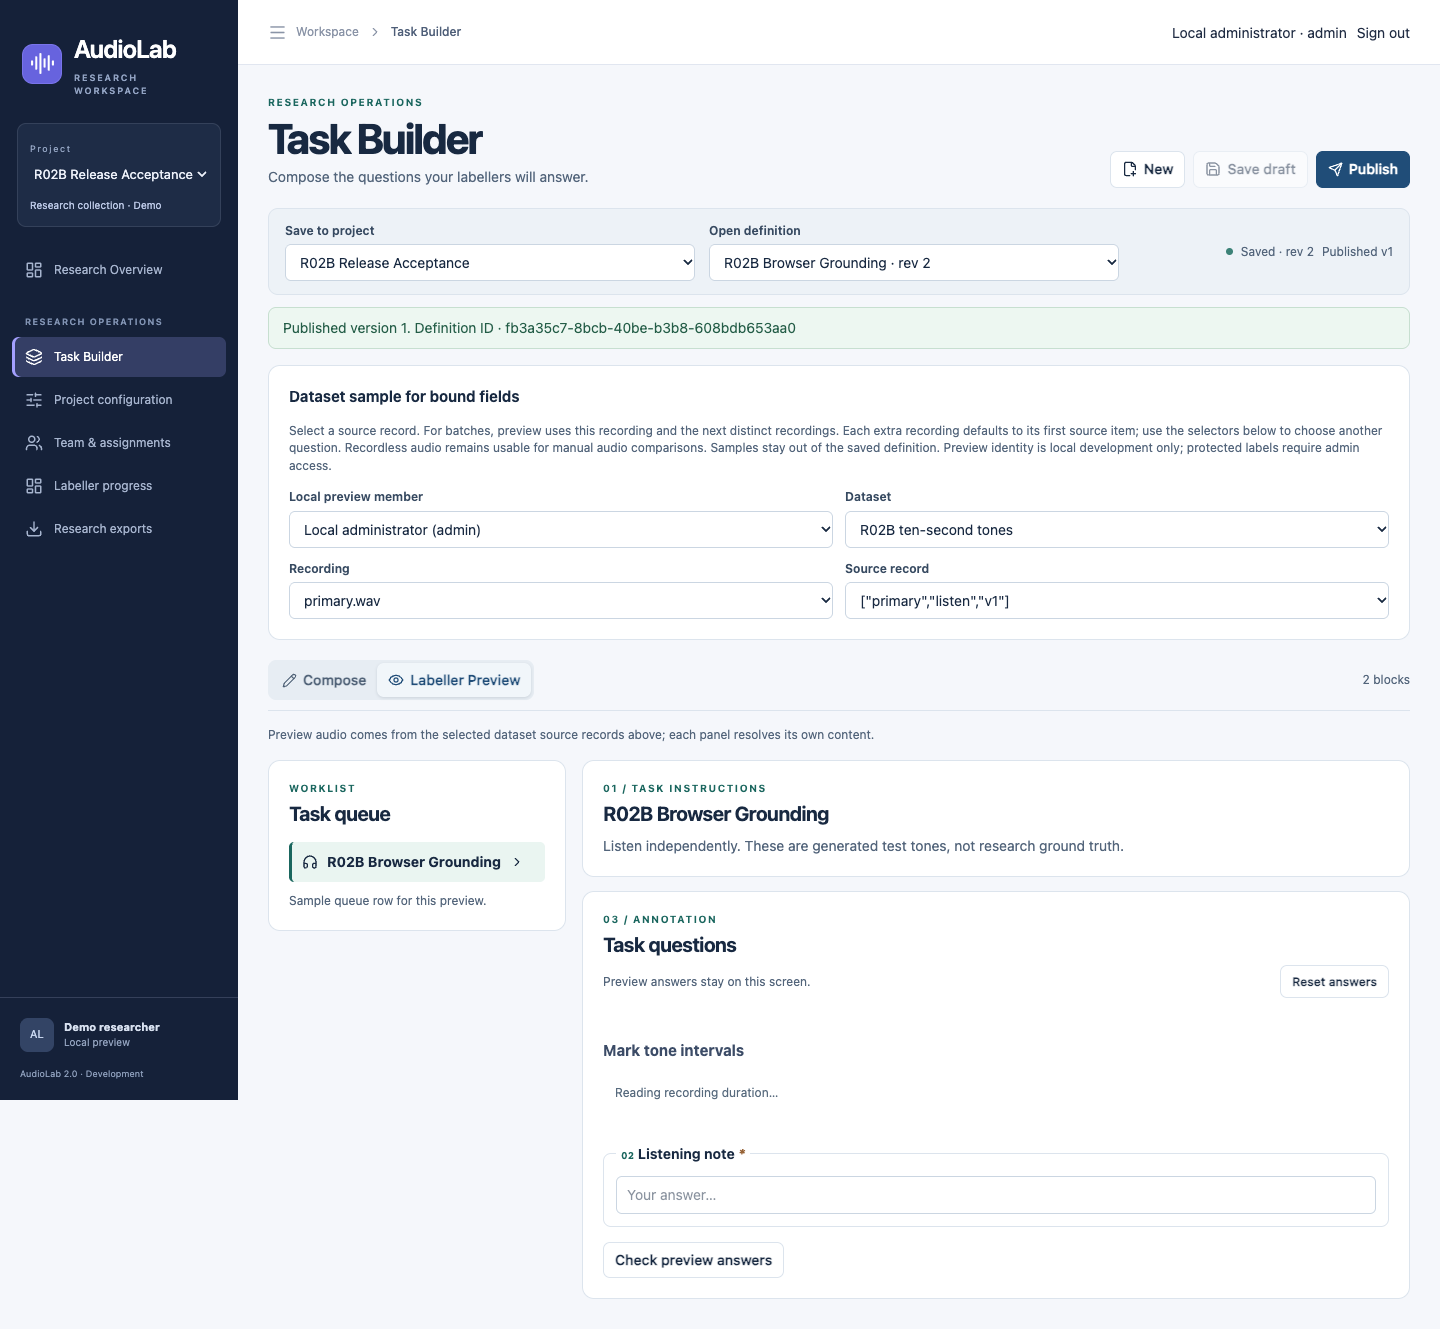 AudioLab
RESEARCH
WORKSPACE
Project
R02B Release Acceptance
Research collection · Demo
Research Overview
RESEARCH OPERATIONS
Task Builder
Project configuration
Team & assignments
Labeller progress
Research exports
AL
Demo researcher
Local preview
AudioLab 2.0 · Development
Workspace
Task Builder
Local administrator · admin
Sign out
RESEARCH OPERATIONS
Task Builder
Compose the questions your labellers will answer.
New
Save draft
Publish
Save to project
R02B Release Acceptance
Open definition
R02B Browser Grounding · rev 2
Saved · rev 2 Published v1
Published version 1. Definition ID · fb3a35c7-8bcb-40be-b3b8-608bdb653aa0
Dataset sample for bound fields
Select a source record. For batches, preview uses this recording and the next distinct recordings. Each extra recording defaults to its first source item; use the selectors below to choose another
question. Recordless audio remains usable for manual audio comparisons. Samples stay out of the saved definition. Preview identity is local development only; protected labels require admin
access.
Local preview member
Local administrator (admin)
Dataset
R02B ten-second tones
Recording
primary.wav
Source record
["primary","listen","v1"]
Compose
Labeller Preview
2 blocks
Preview audio comes from the selected dataset source records above; each panel resolves its own content.
WORKLIST
Task queue
R02B Browser Grounding
Sample queue row for this preview.
01 / TASK INSTRUCTIONS
R02B Browser Grounding
Listen independently. These are generated test tones, not research ground truth.
03 / ANNOTATION
Task questions
Preview answers stay on this screen.
Reset answers
Mark tone intervals
Reading recording duration...
02 Listening note *
Your answer...
Check preview answers